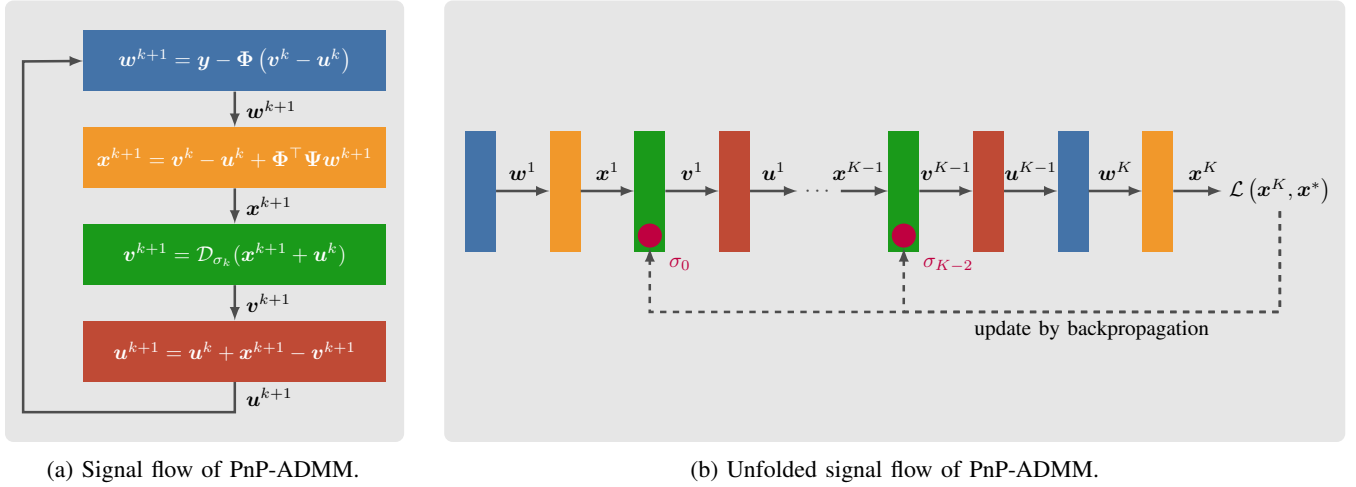 w^{k+1} = y − Φ (v^k − u^k)
w^{k+1}
x^{k+1} = v^k − u^k + Φ^⊤Ψw^{k+1}
x^{k+1}
v^{k+1} = D_{σ_k}(x^{k+1} + u^k)
v^{k+1}
u^{k+1} = u^k + x^{k+1} − v^{k+1}
u^{k+1}
(a) Signal flow of PnP-ADMM.
w^1 x^1 v^1 u^1 ··· x^{K-1} v^{K-1} u^{K-1} w^K x^K L (x^K, x^*)
σ_0 σ_{K−2}
update by backpropagation
(b) Unfolded signal flow of PnP-ADMM.